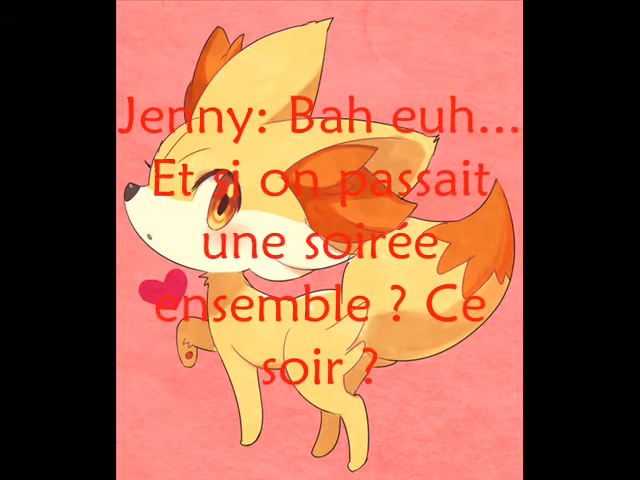 Jenny: Bah euh...
Et si on passait
une soirée
ensemble ? Ce
soir ?